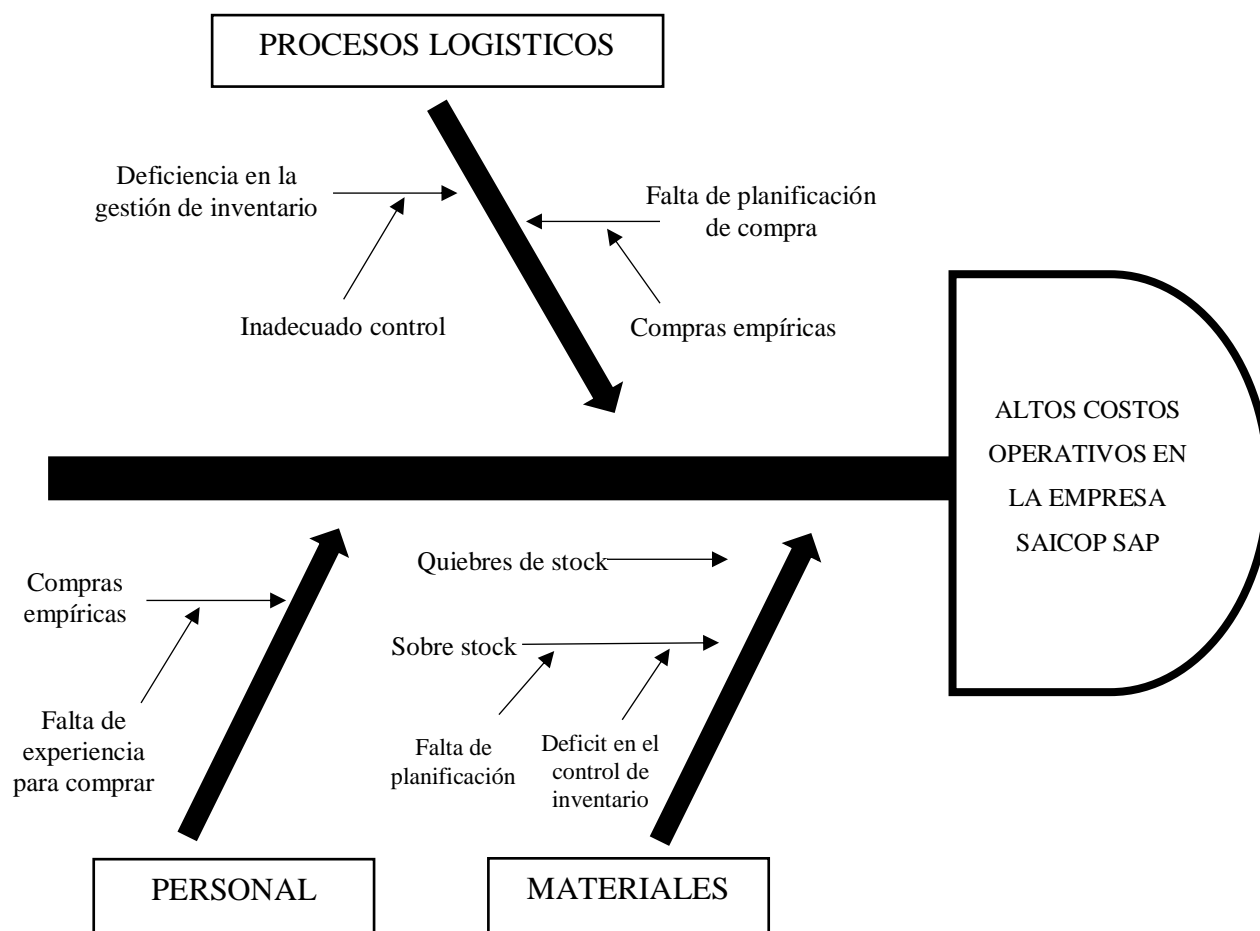 PROCESOS LOGISTICOS
Deficiencia en la
gestión de inventario
Falta de planificación
de compra
Inadecuado control
Compras empíricas
ALTOS COSTOS
OPERATIVOS EN
LA EMPRESA
SAICOP SAP
Quiebres de stock
Compras
empíricas
Sobre stock
Falta de
experiencia
para comprar
Falta de
planificación
Deficit en el
control de
inventario
PERSONAL
MATERIALES